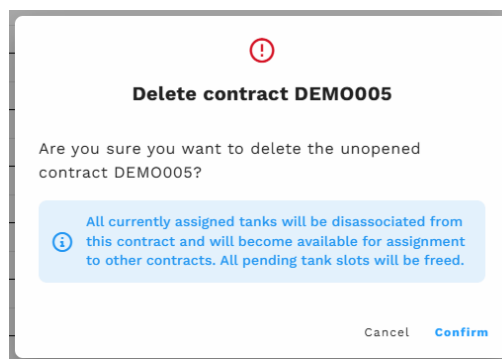 Delete contract DEMO005
Are you sure you want to delete the unopened
contract DEMO005?
All currently assigned tanks will be disassociated from
this contract and will become available for assignment
to other contracts. All pending tank slots will be freed.
Cancel Confirm